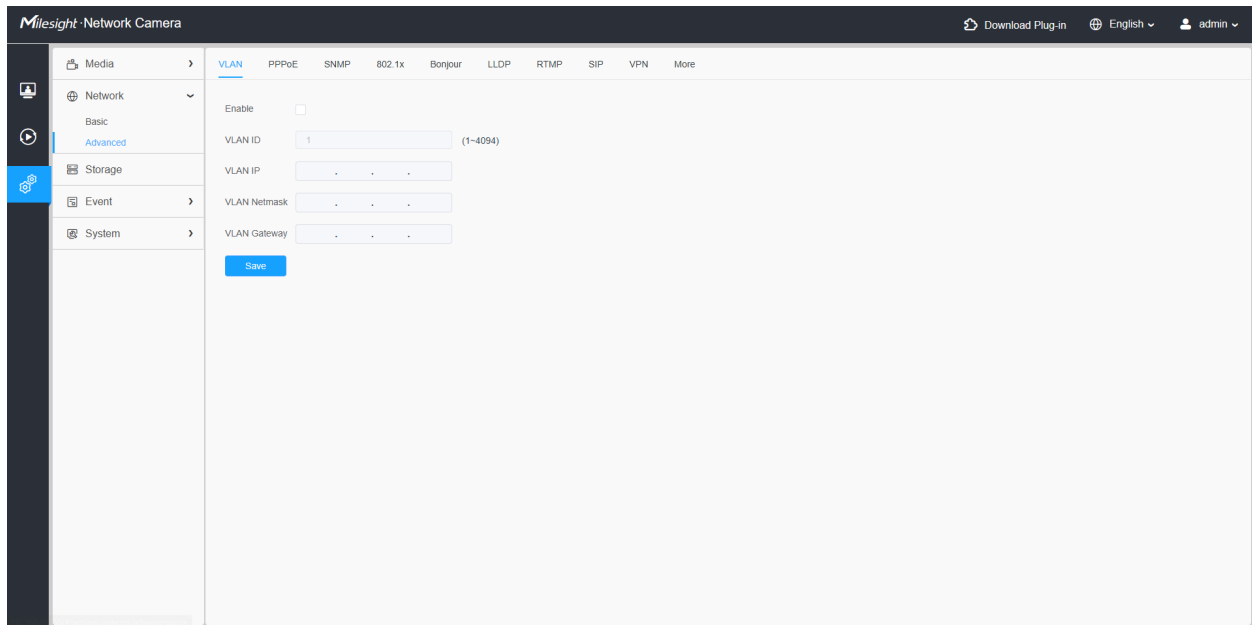 Milesight · Network Camera
Download Plug-in
English
admin
Media
Network
Basic
Advanced
Storage
Event
System
VLAN PPPoE SNMP 802.1x Bonjour LLDP RTMP SIP VPN More
Enable
VLAN ID 1 (1~4094)
VLAN IP . . .
VLAN Netmask . . .
VLAN Gateway . . .
Save